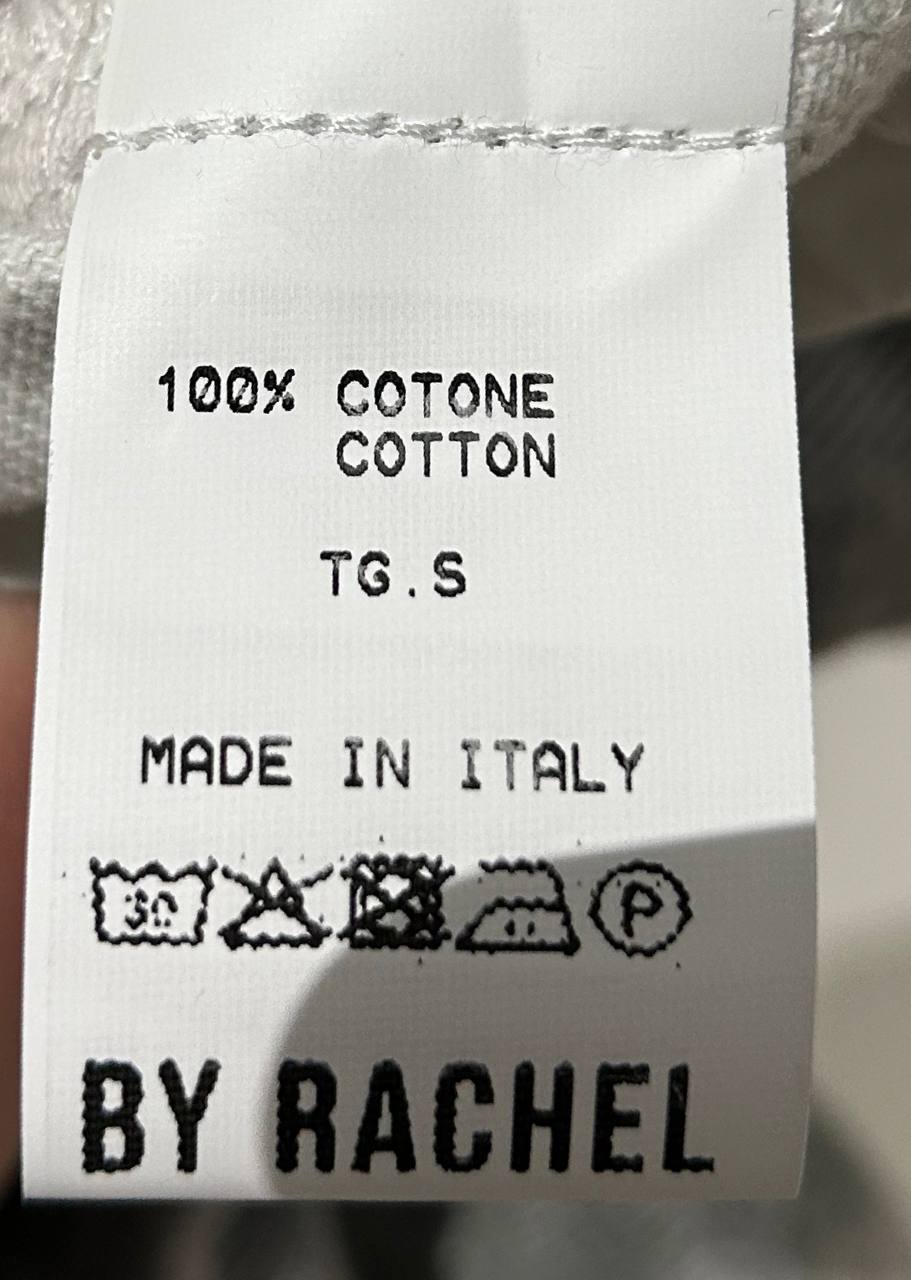 100% COTONE
COTTON
TG.S
MADE IN ITALY
30 P
BY RACHEL